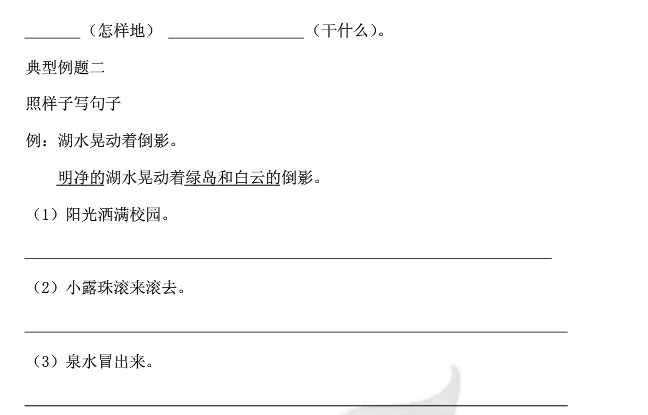 ______（怎样地） ______________（干什么）。
典型例题二
照样子写句子
例：湖水晃动着倒影。
明净的湖水晃动着绿岛和白云的倒影。
（1）阳光洒满校园。
（2）小露珠滚来滚去。
（3）泉水冒出来。